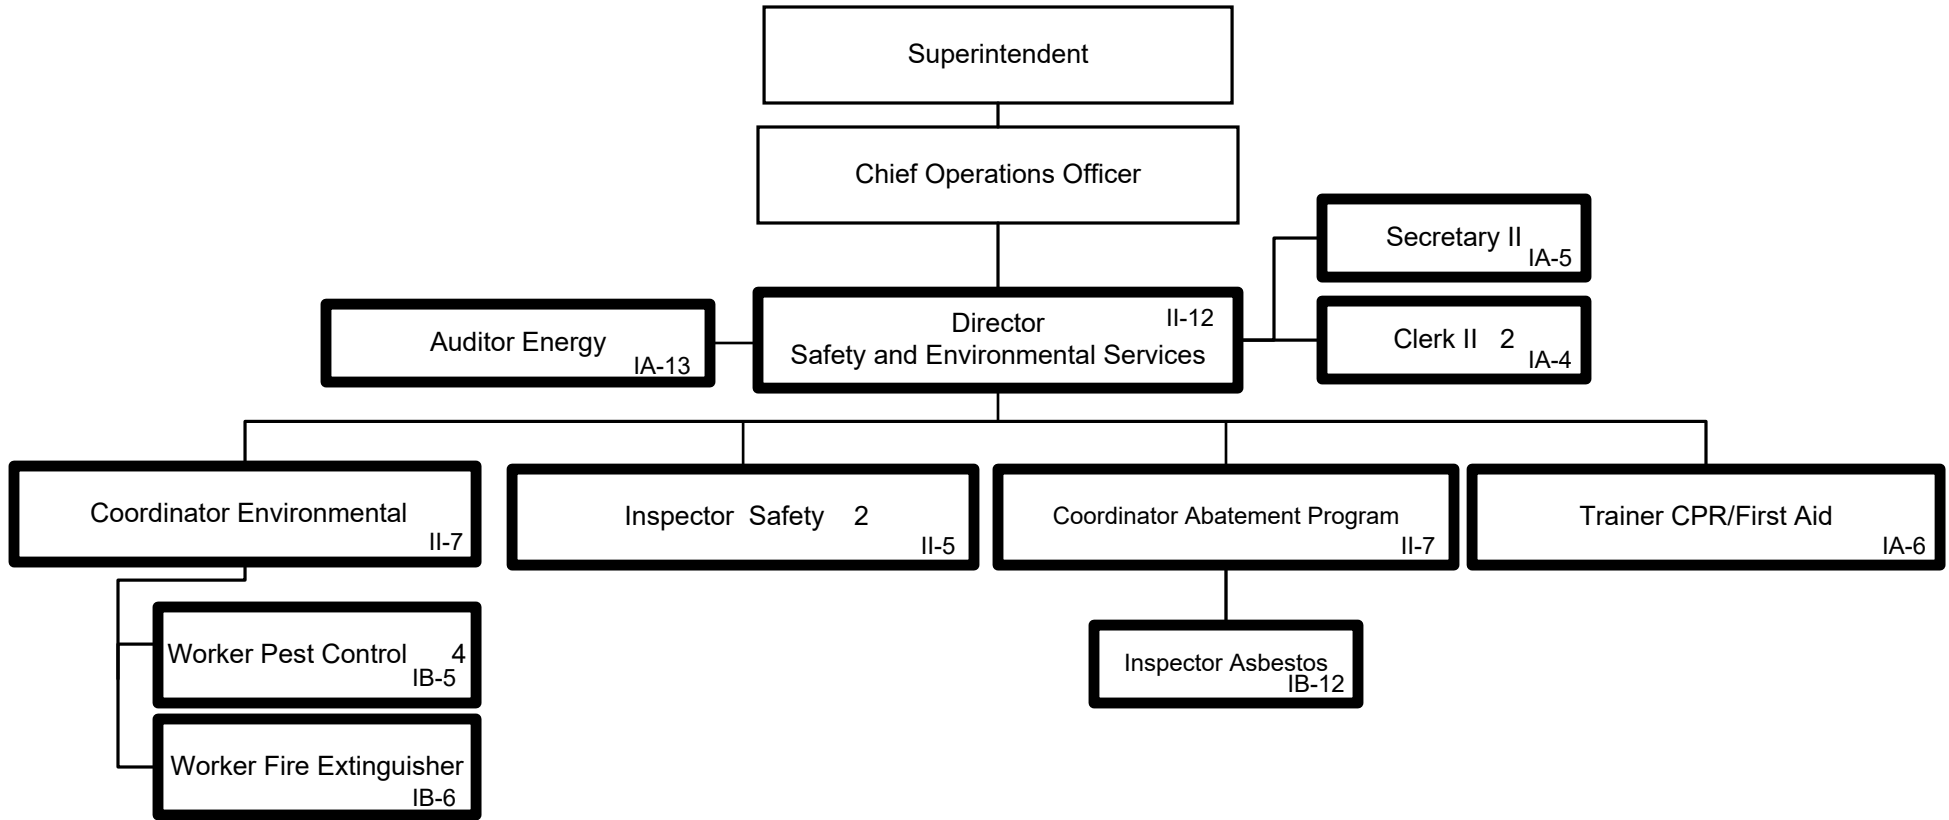 Superintendent
Chief Operations Officer
Secretary II
IA-5
Director
II-12
Safety and Environmental Services
Auditor Energy
IA-13
Clerk II 2
IA-4
Coordinator Environmental
II-7
Inspector Safety 2
II-5
Coordinator Abatement Program
II-7
Trainer CPR/First Aid
IA-6
Worker Pest Control 4
IB-5
Inspector Asbestos
IB-12
Worker Fire Extinguisher
IB-6